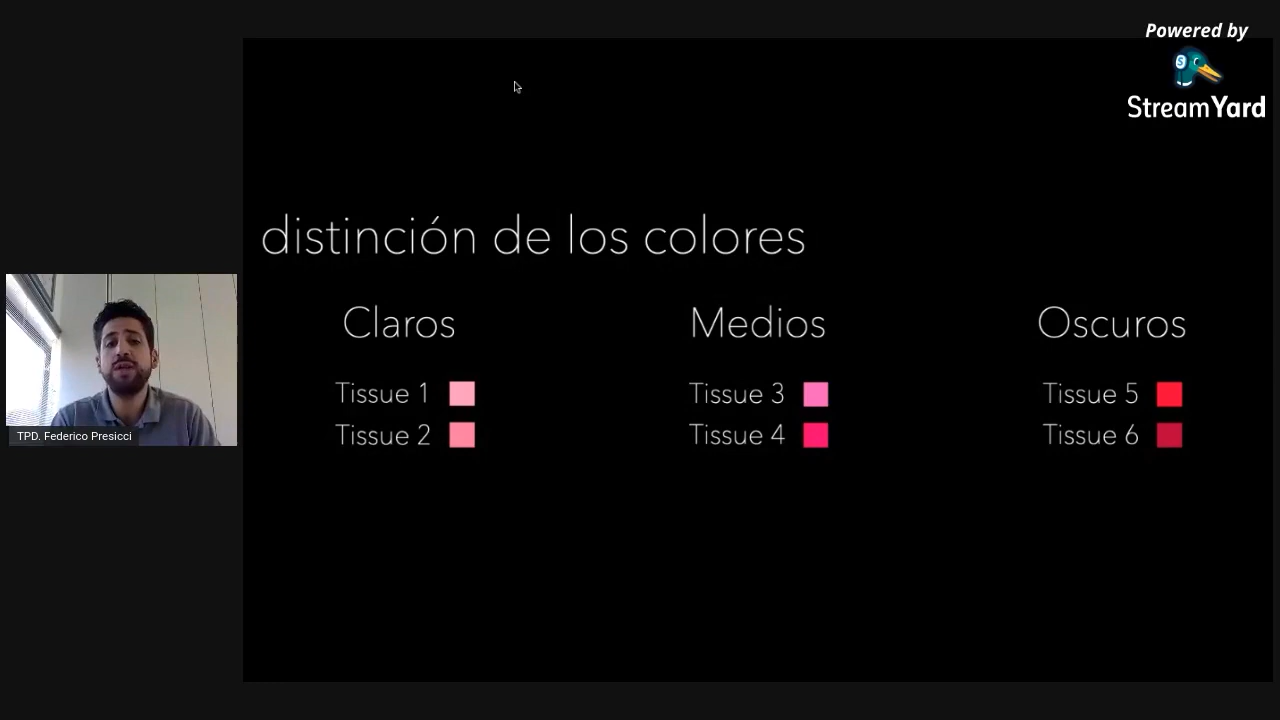 Powered by
StreamYard
distinción de los colores
Claros Medios Oscuros
Tissue 1 Tissue 3 Tissue 5
Tissue 2 Tissue 4 Tissue 6
TPD. Federico Presicci